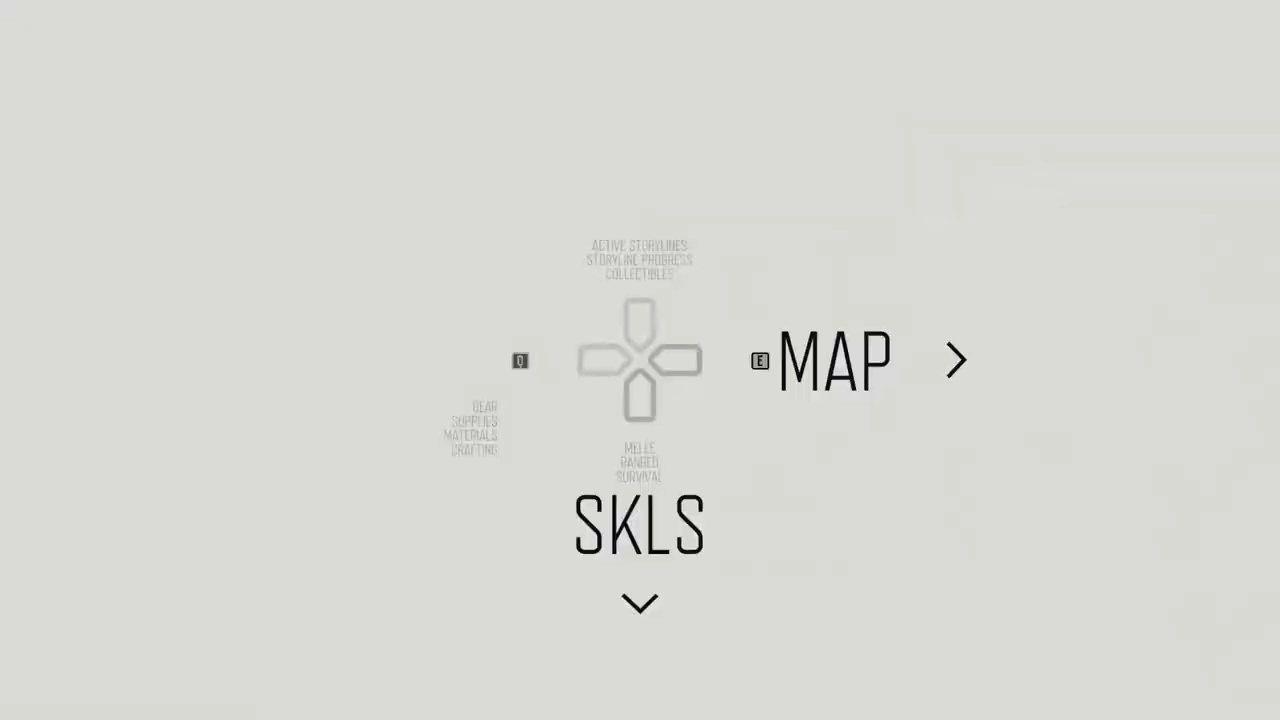 ACTIVE STORYLINES
STORYLINE PROGRESS
COLLECTIBLES
Q
E MAP
GEAR
SUPPLIES
MATERIALS
CRAFTING
MELEE
RANGED
SURVIVAL
SKLS